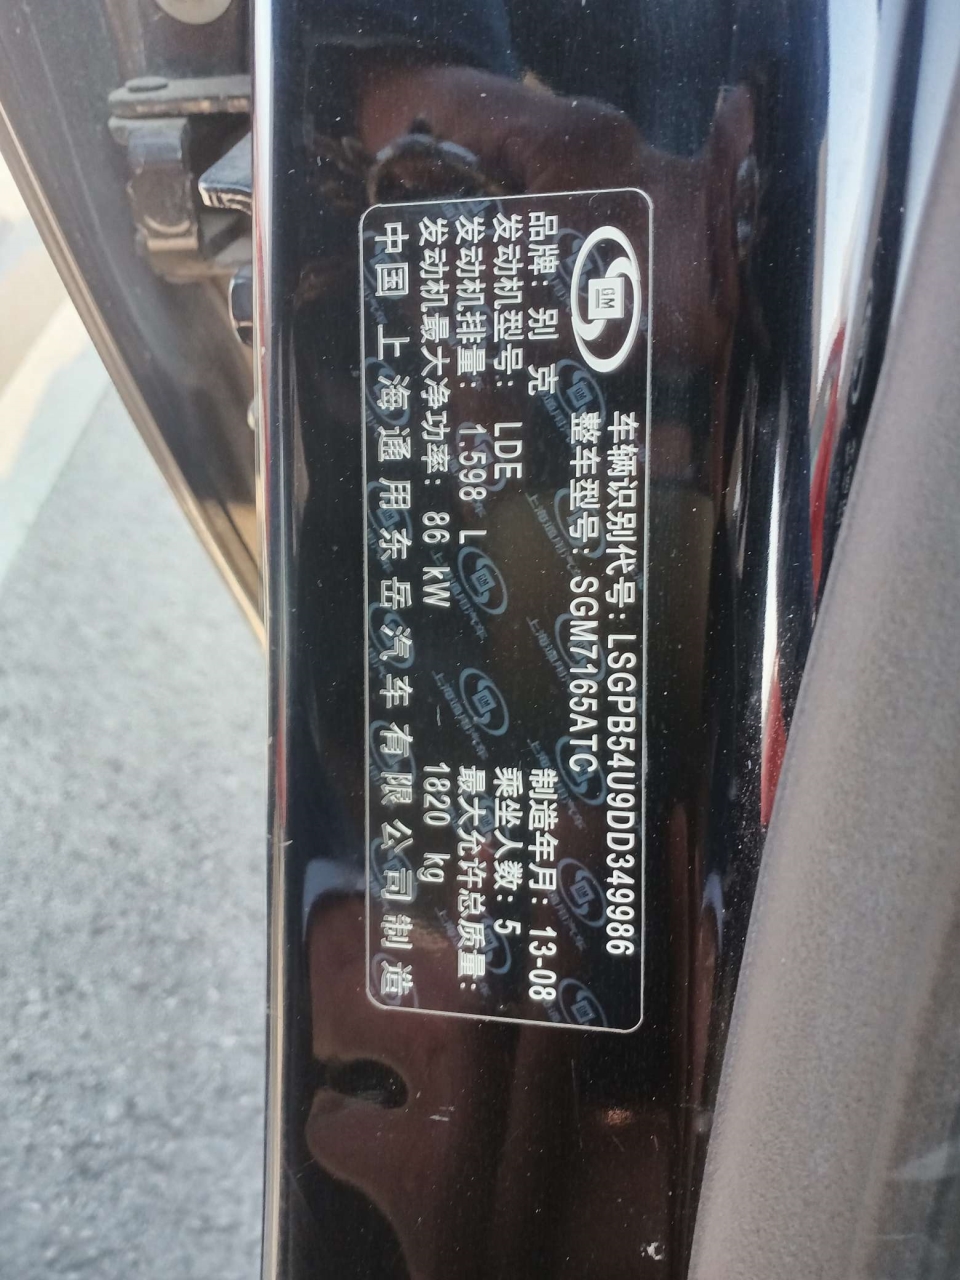 GM
车辆识别代号: LSGPB54U9DD349986
整车型号: SGM7165ATC
品牌: 别 克 制造年月: 13-08
发动机型号: LDE 乘坐人数: 5
发动机排量: 1.598 L 最大允许总质量:
发动机最大净功率: 86 kW 1820 kg
中国 上海通用东岳汽车有限公司制造